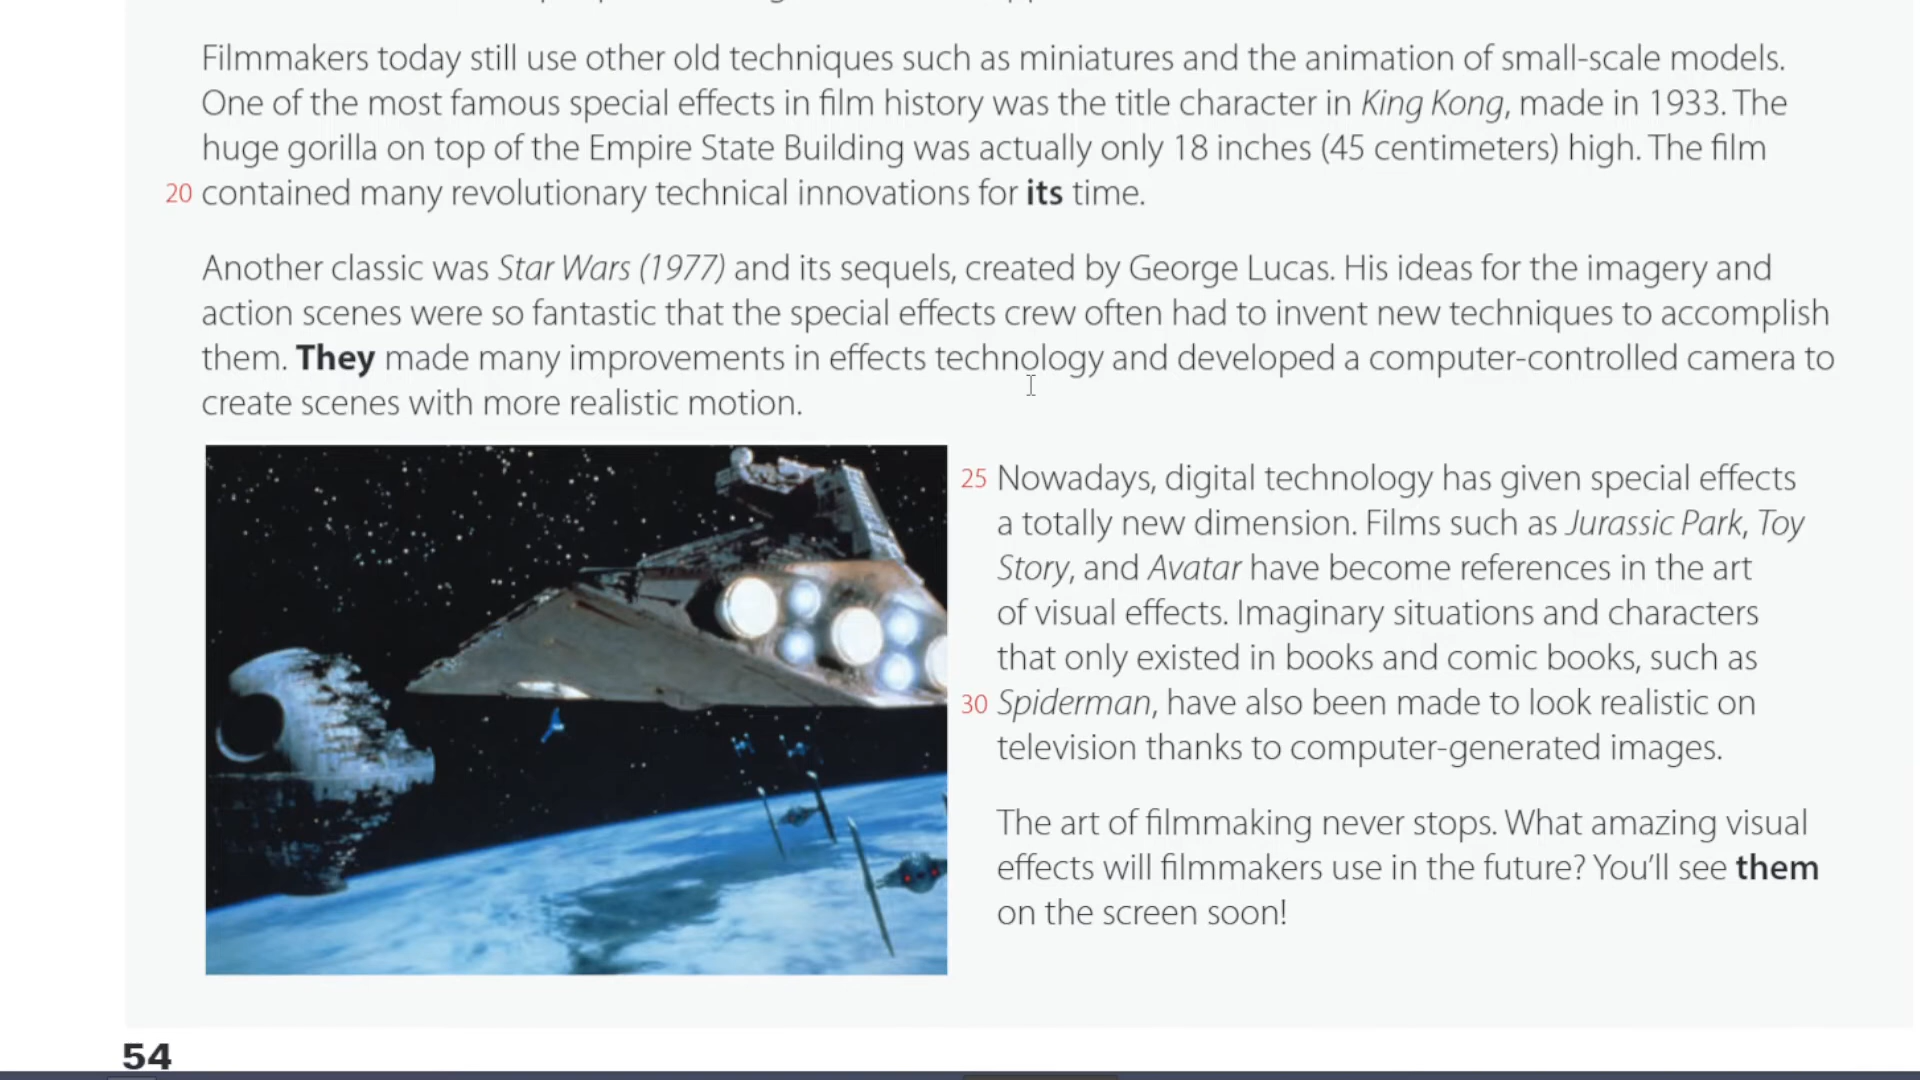 Filmmakers today still use other old techniques such as miniatures and the animation of small-scale models.
One of the most famous special effects in film history was the title character in King Kong, made in 1933. The
huge gorilla on top of the Empire State Building was actually only 18 inches (45 centimeters) high. The film
20 contained many revolutionary technical innovations for its time.
Another classic was Star Wars (1977) and its sequels, created by George Lucas. His ideas for the imagery and
action scenes were so fantastic that the special effects crew often had to invent new techniques to accomplish
them. They made many improvements in effects technology and developed a computer-controlled camera to
create scenes with more realistic motion.
25 Nowadays, digital technology has given special effects
a totally new dimension. Films such as Jurassic Park, Toy
Story, and Avatar have become references in the art
of visual effects. Imaginary situations and characters
that only existed in books and comic books, such as
30 Spiderman, have also been made to look realistic on
television thanks to computer-generated images.
The art of filmmaking never stops. What amazing visual
effects will filmmakers use in the future? You’ll see them
on the screen soon!
54